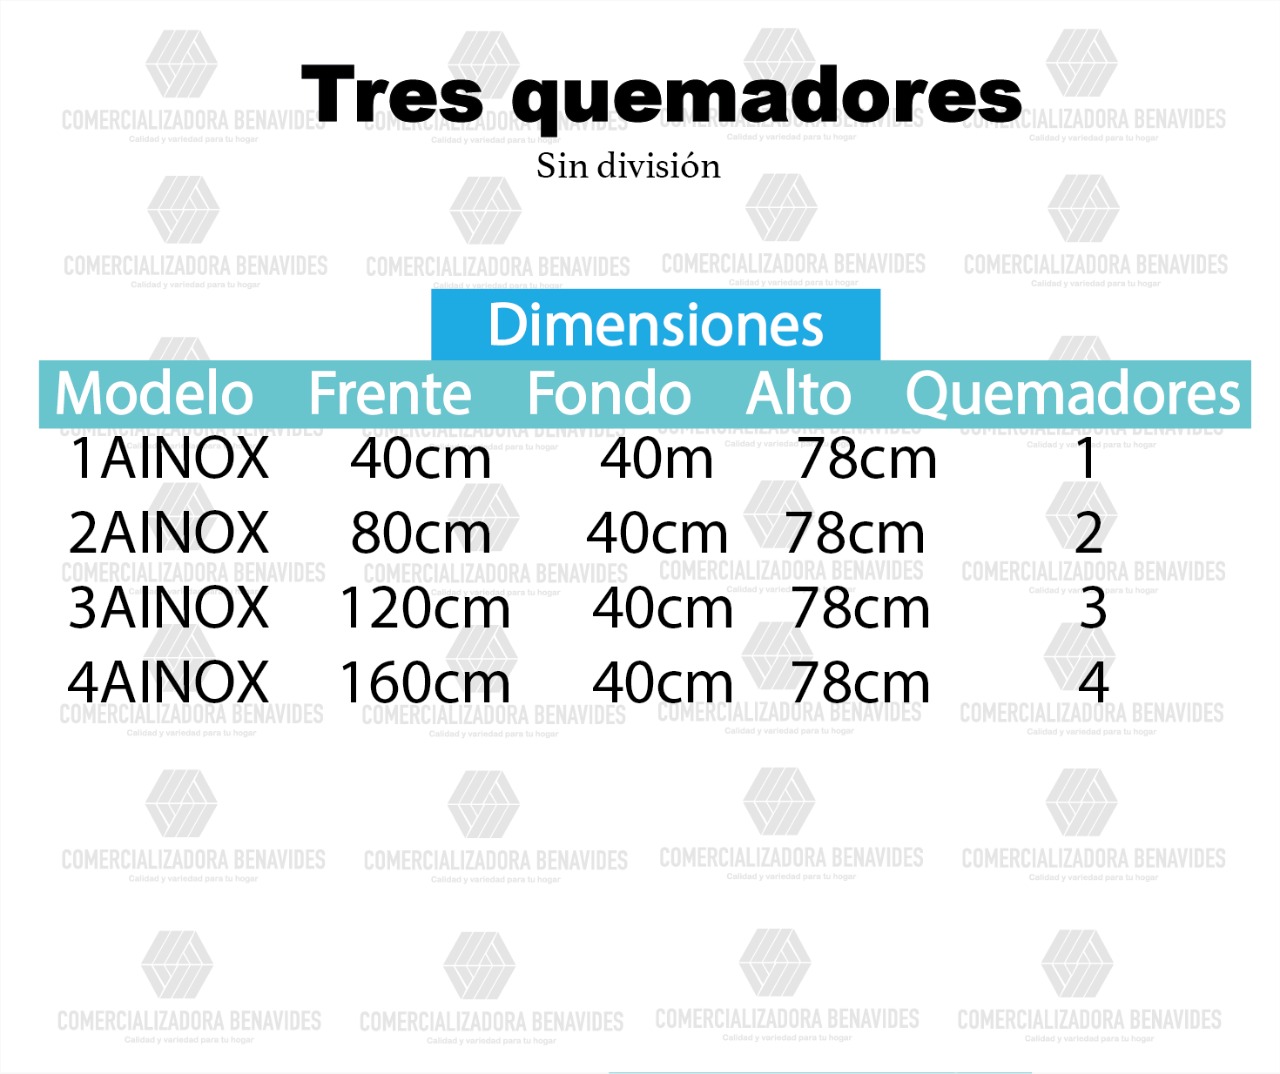 Tres quemadores
Sin división
Dimensiones
Modelo Frente Fondo Alto Quemadores
1AINOX 40cm 40m 78cm 1
2AINOX 80cm 40cm 78cm 2
3AINOX 120cm 40cm 78cm 3
4AINOX 160cm 40cm 78cm 4
COMERCIALIZADORA BENAVIDES
Calidad y variedad para tu hogar